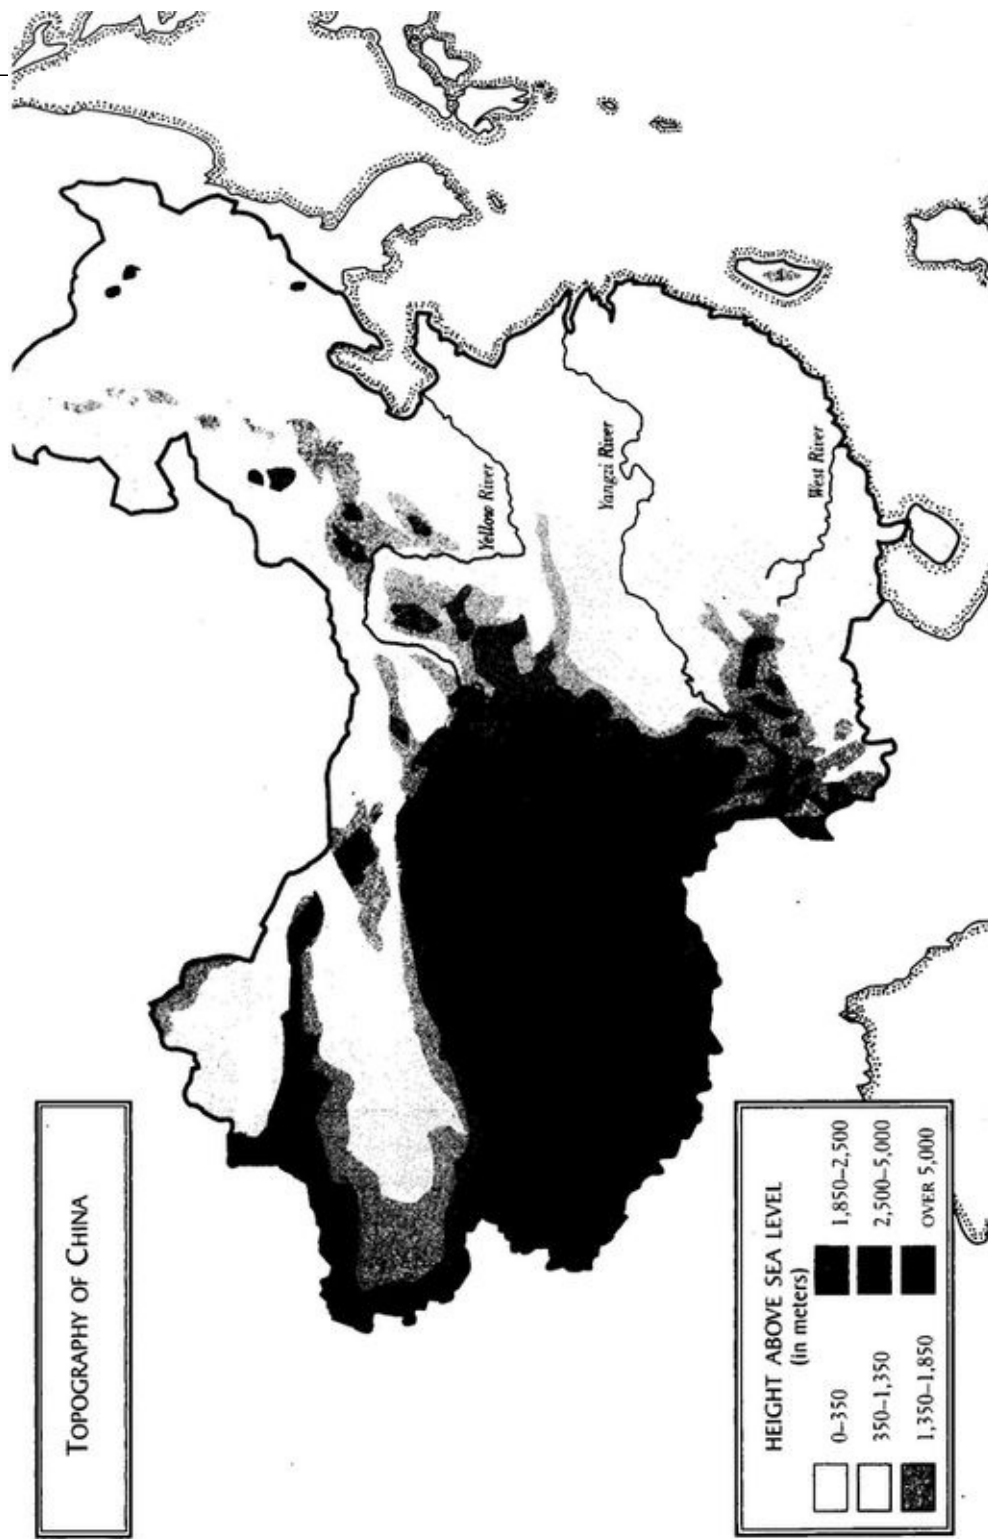 TOPOGRAPHY OF CHINA
Yellow River
Yangzi River
West River
HEIGHT ABOVE SEA LEVEL
(in meters)
0–350
1,850–2,500
350–1,350
2,500–5,000
1,350–1,850
OVER 5,000